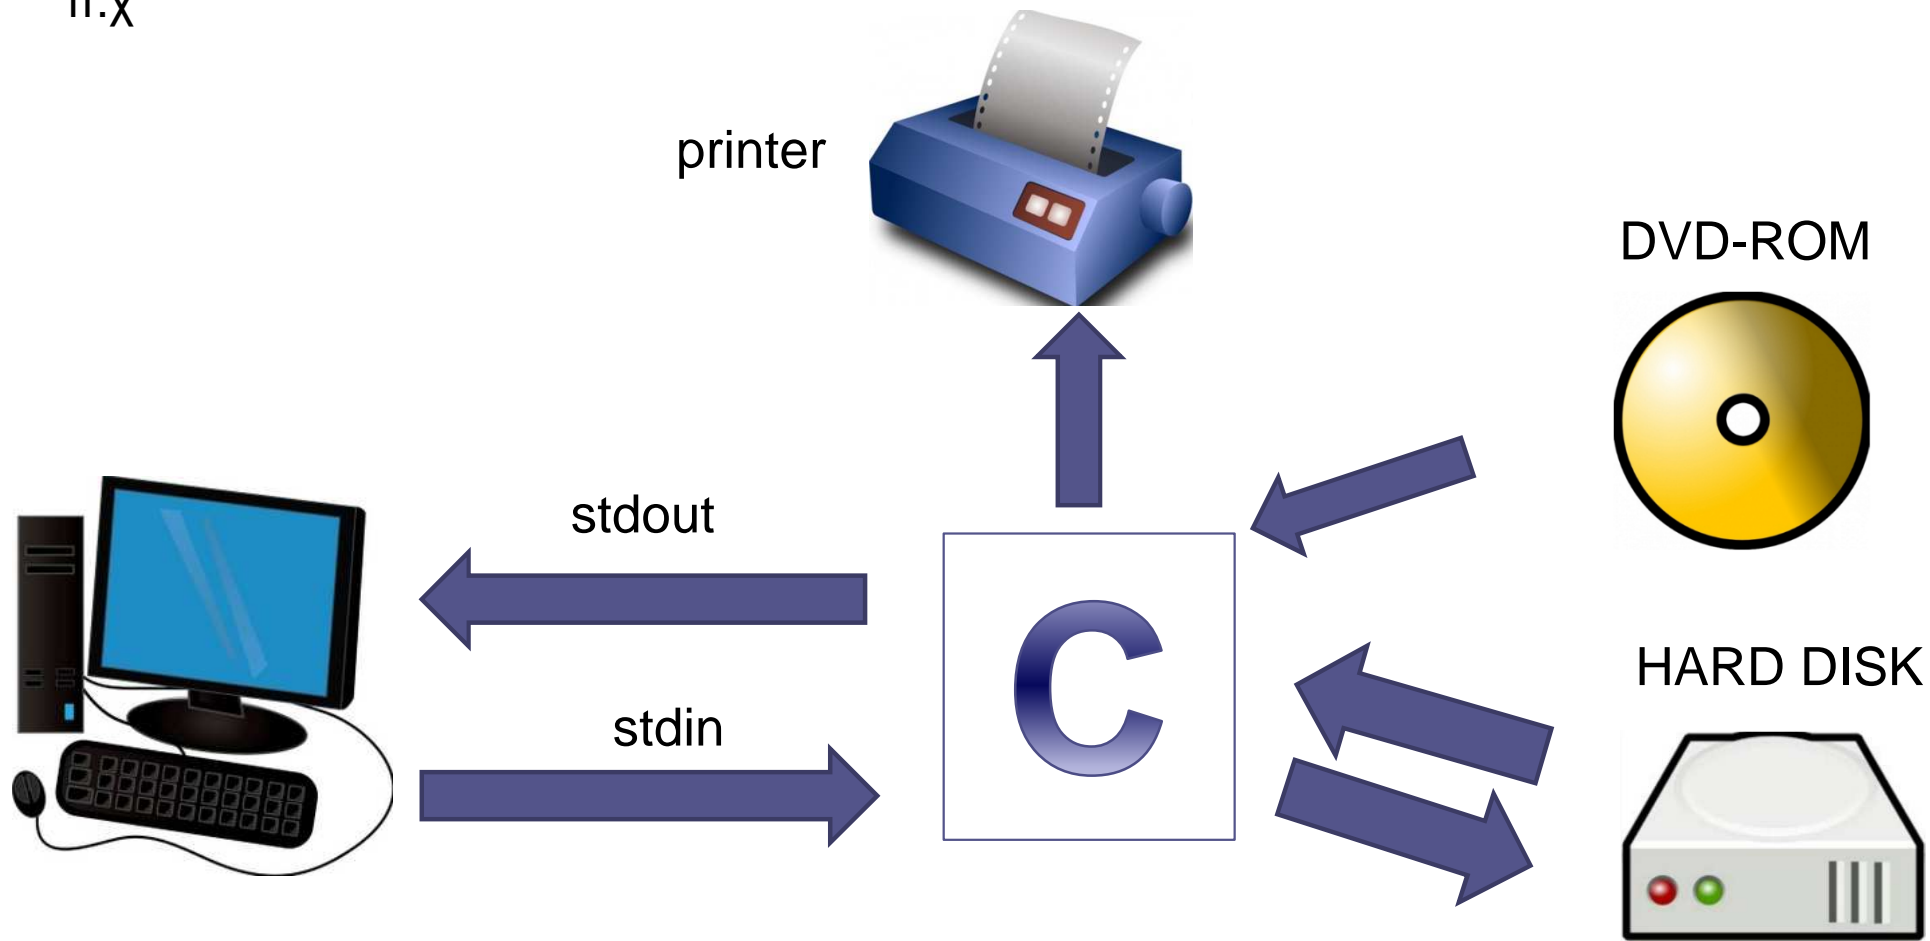 π.χ
printer
DVD-ROM
stdout
C
HARD DISK
stdin